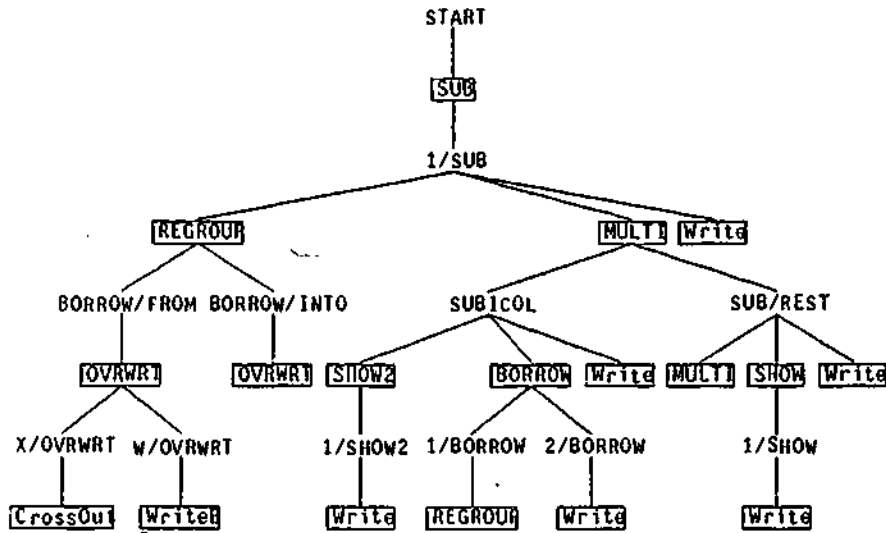 START
SUB
1/SUB
REGROUP MULTI Write
BORROW/FROM BORROW/INTO SUB1COL SUB/REST
OVRWRT OVRWRT SHOW2 BORROW Write MULTI SHOW Write
X/OVRWRT W/OVRWRT 1/SHOW2 1/BORROW 2/BORROW 1/SHOW
CrossOut Write Write REGROUP Write Write